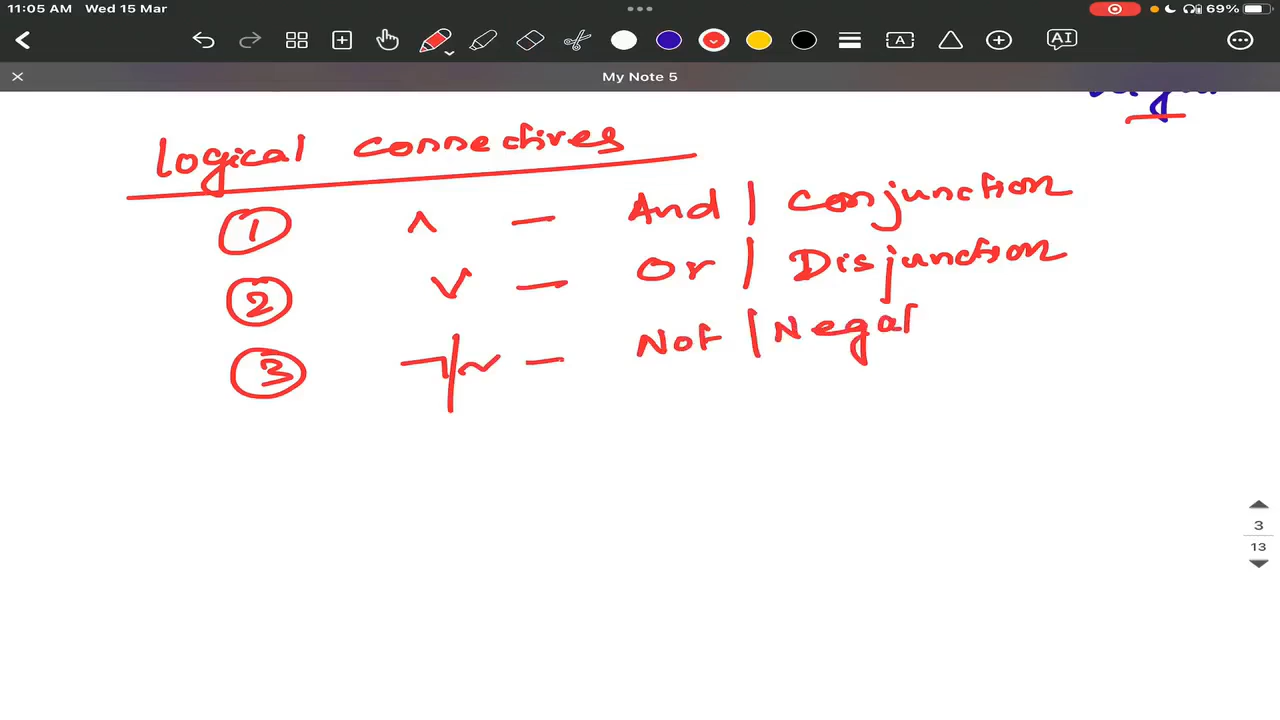 11:05 AM Wed 15 Mar
69%
A
AI
My Note 5
logical connectives
1 ∧ — And | Conjunction
2 ∨ — Or | Disjunction
3 ¬ | ~ — Not | Negat
3
13